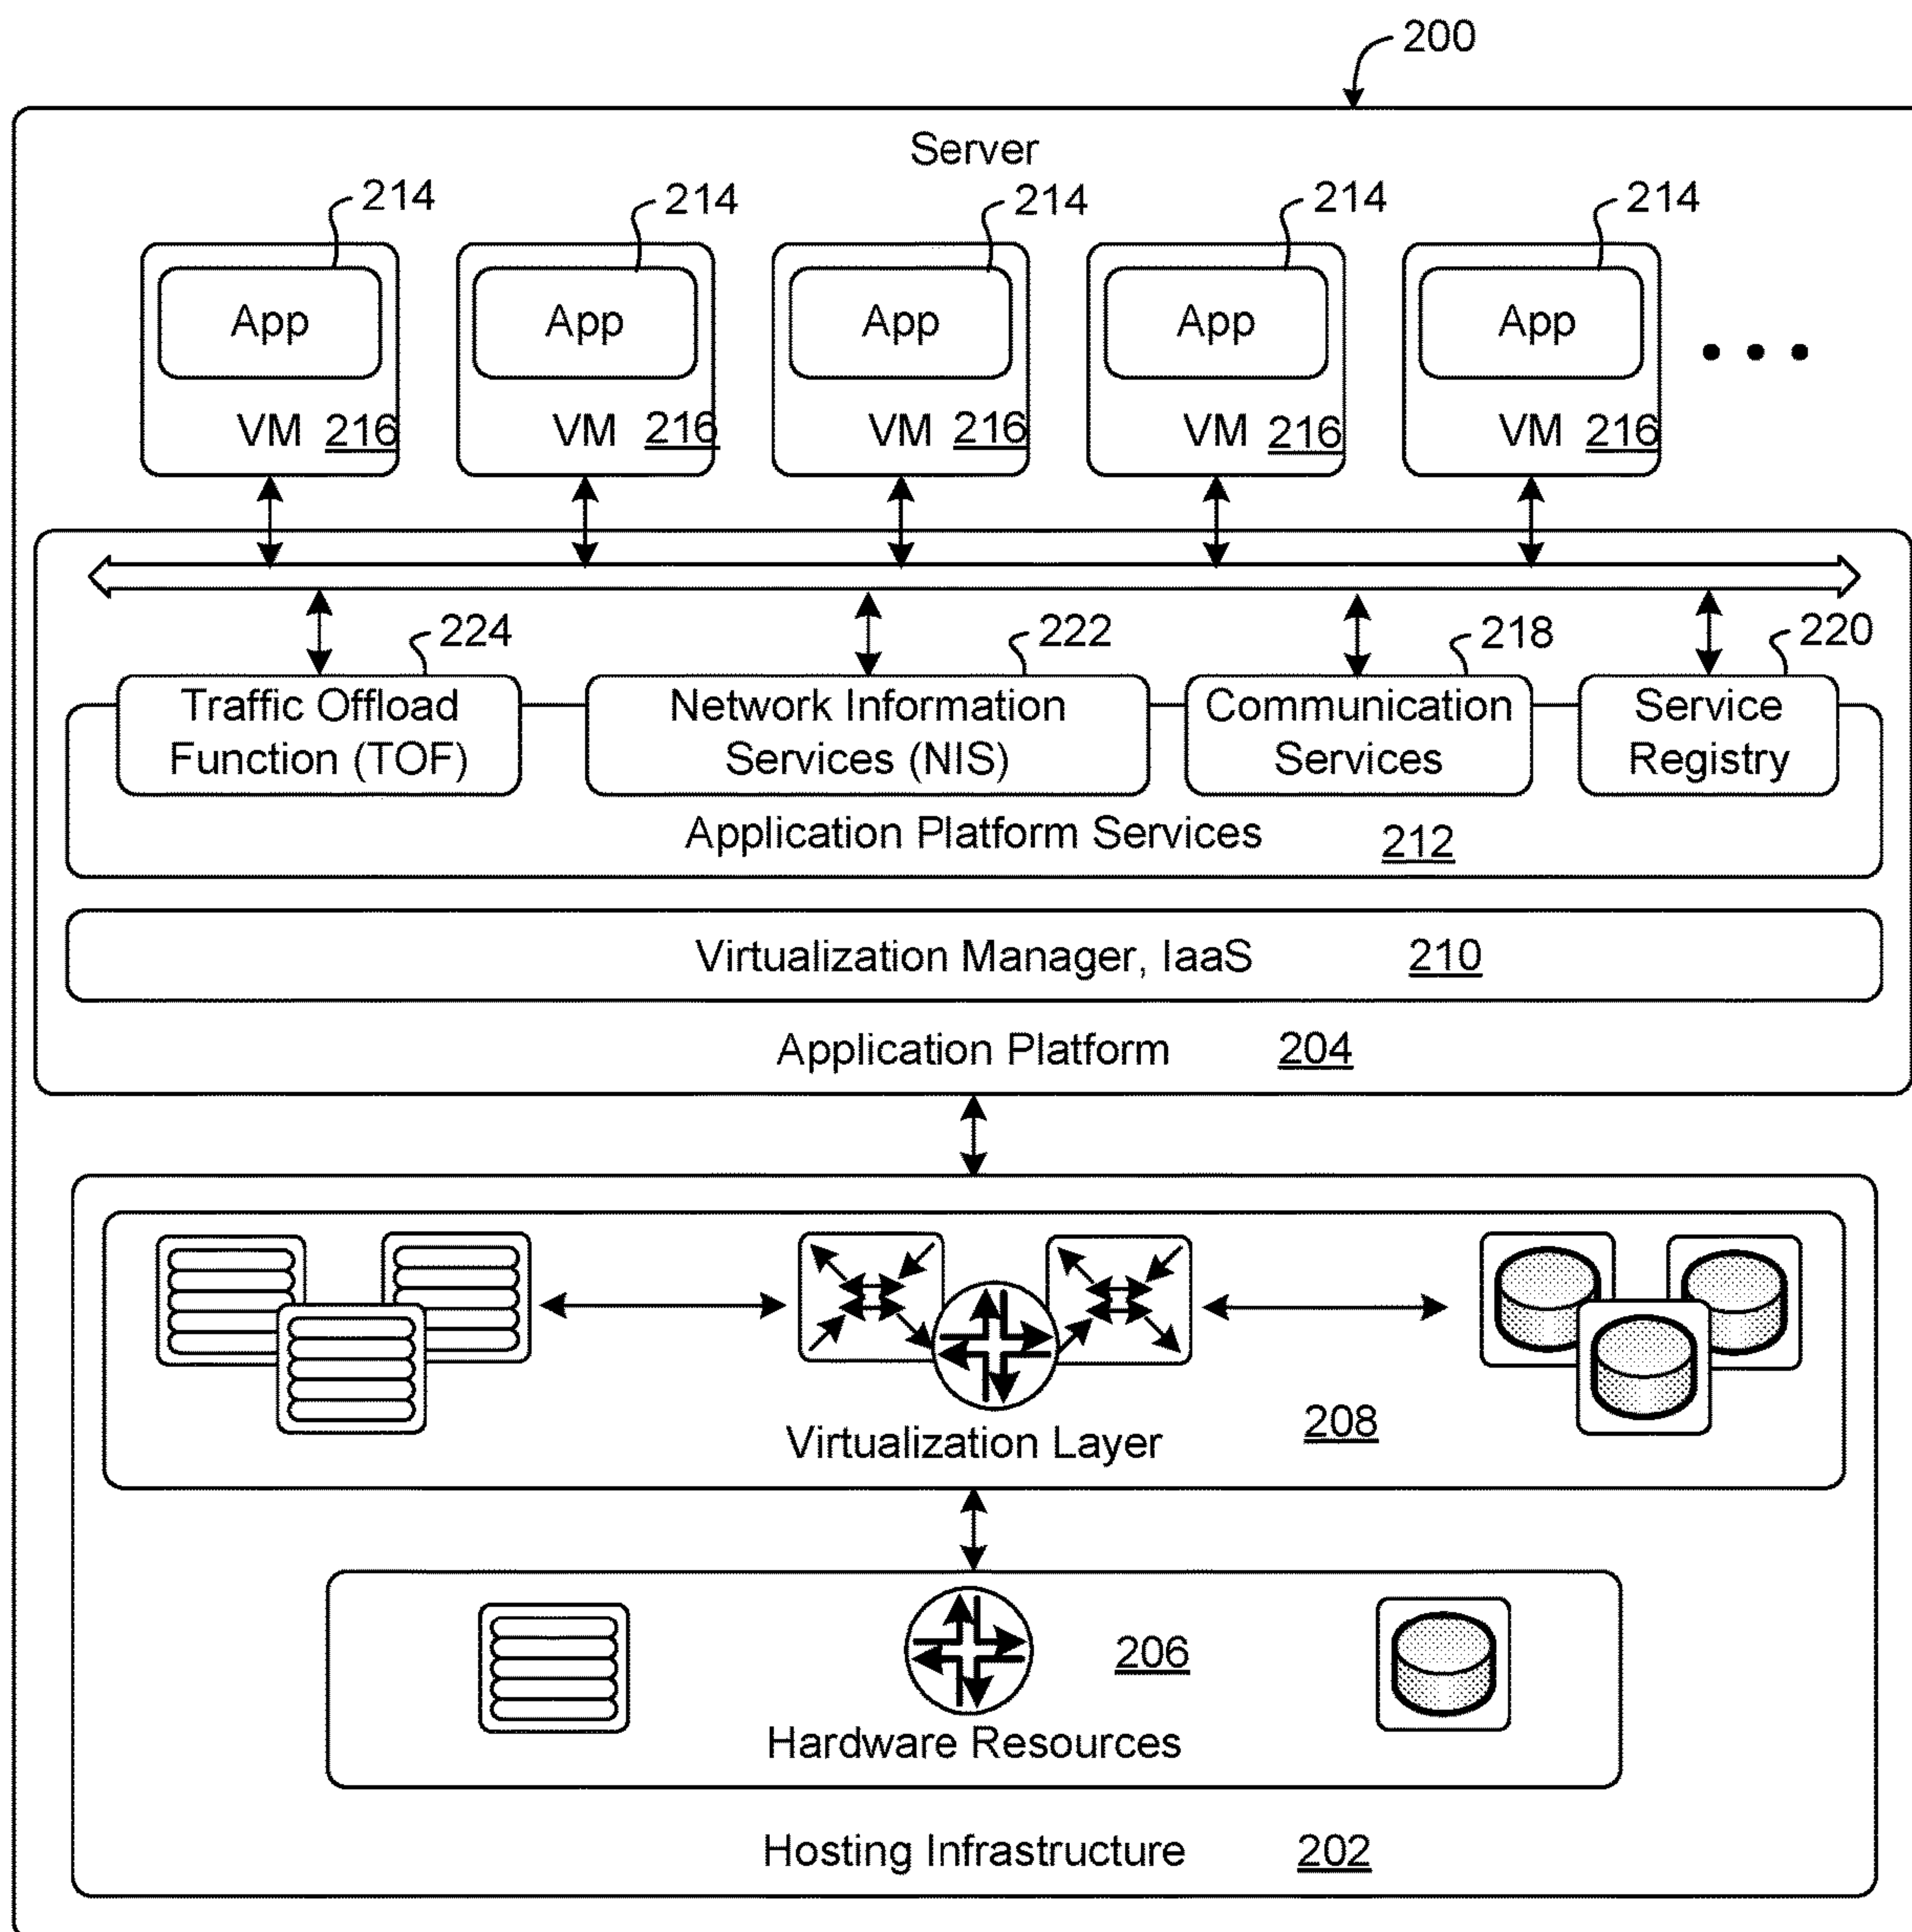 200
Server
214 214 214 214 214
App App App App App
VM 216 VM 216 VM 216 VM 216 VM 216
224 222 218 220
Traffic Offload
Function (TOF)
Network Information
Services (NIS)
Communication
Services
Service
Registry
Application Platform Services 212
Virtualization Manager, IaaS 210
Application Platform 204
Virtualization Layer 208
206
Hardware Resources
Hosting Infrastructure 202